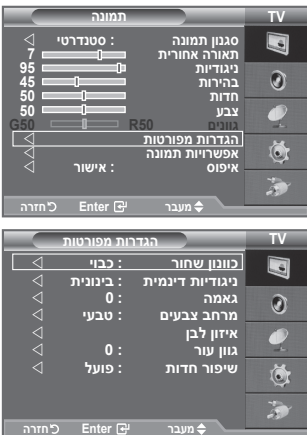 TV תמונה
סגנון תמונה : סטנדרטי
תאורה אחורית 7
ניגודיות 95
בהירות 45
חדות 50
צבע 50
גוונים R50 G50
הגדרות מפורטות
אפשרויות תמונה
איפוס : אישור
מעבר Enter חזרה
TV הגדרות מפורטות
כוונון שחור : כבוי
ניגודיות דינמית : בינונית
גאמה : 0
מרחב צבעים : טבעי
איזון לבן
גוון עור : 0
שיפור חדות : פועל
מעבר Enter חזרה